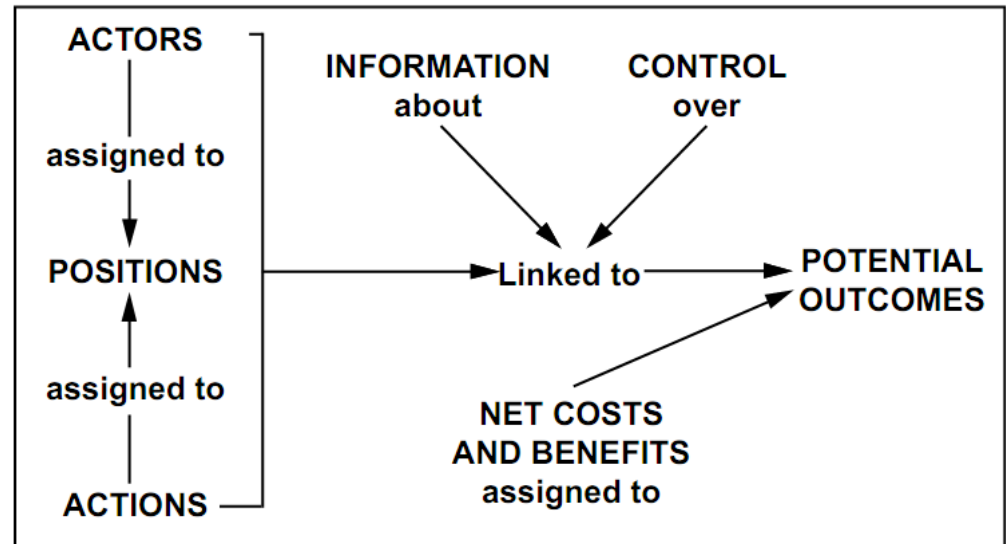 ACTORS
assigned to
POSITIONS
assigned to
ACTIONS
INFORMATION
about
CONTROL
over
Linked to
POTENTIAL
OUTCOMES
NET COSTS
AND BENEFITS
assigned to